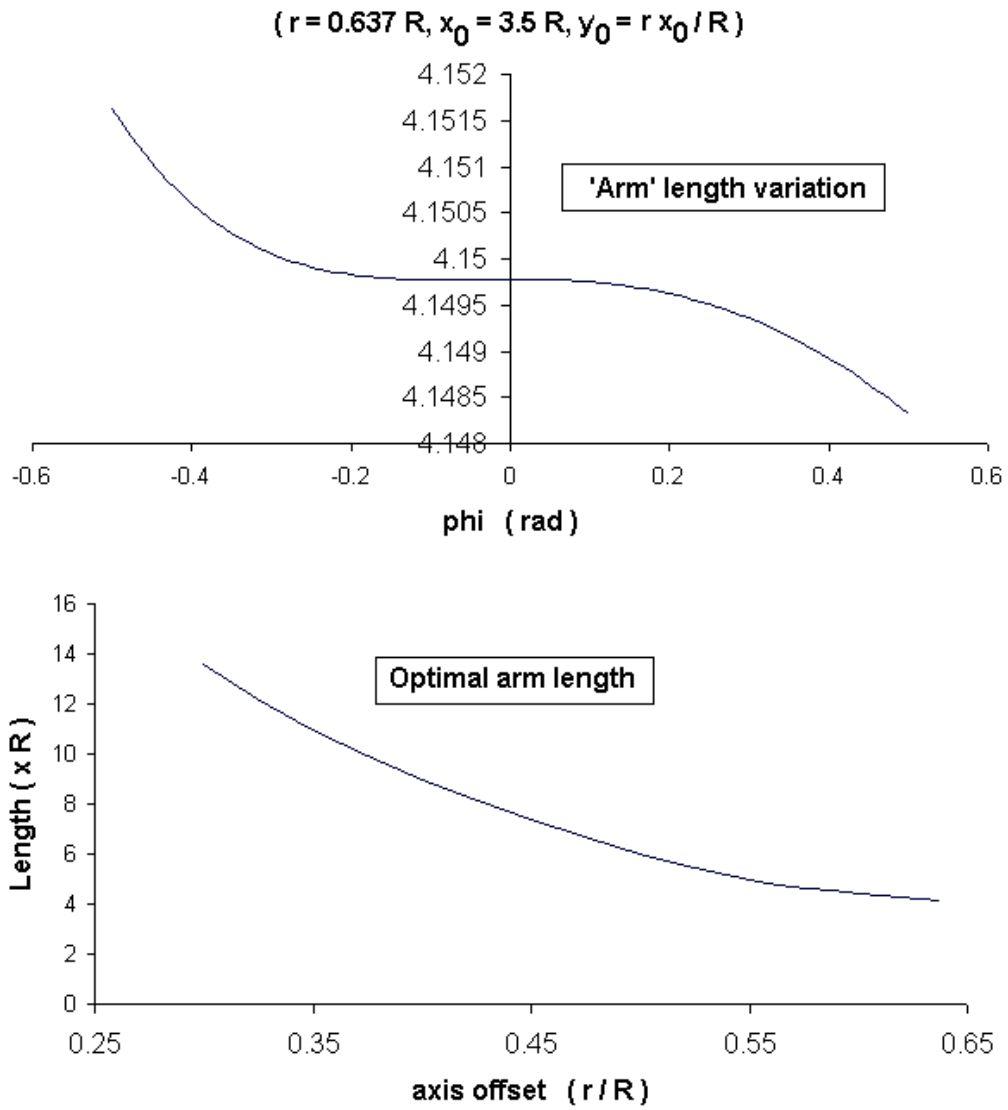 ( r = 0.637 R, x0 = 3.5 R, y0 = r x0 / R )
4.152
4.1515
4.151
4.1505
4.15
4.1495
4.149
4.1485
4.148
'Arm' length variation
-0.6 -0.4 -0.2 0 0.2 0.4 0.6
phi ( rad )
16
14
12
10
8
6
4
2
0
Optimal arm length
Length ( x R )
0.25 0.35 0.45 0.55 0.65
axis offset ( r / R )